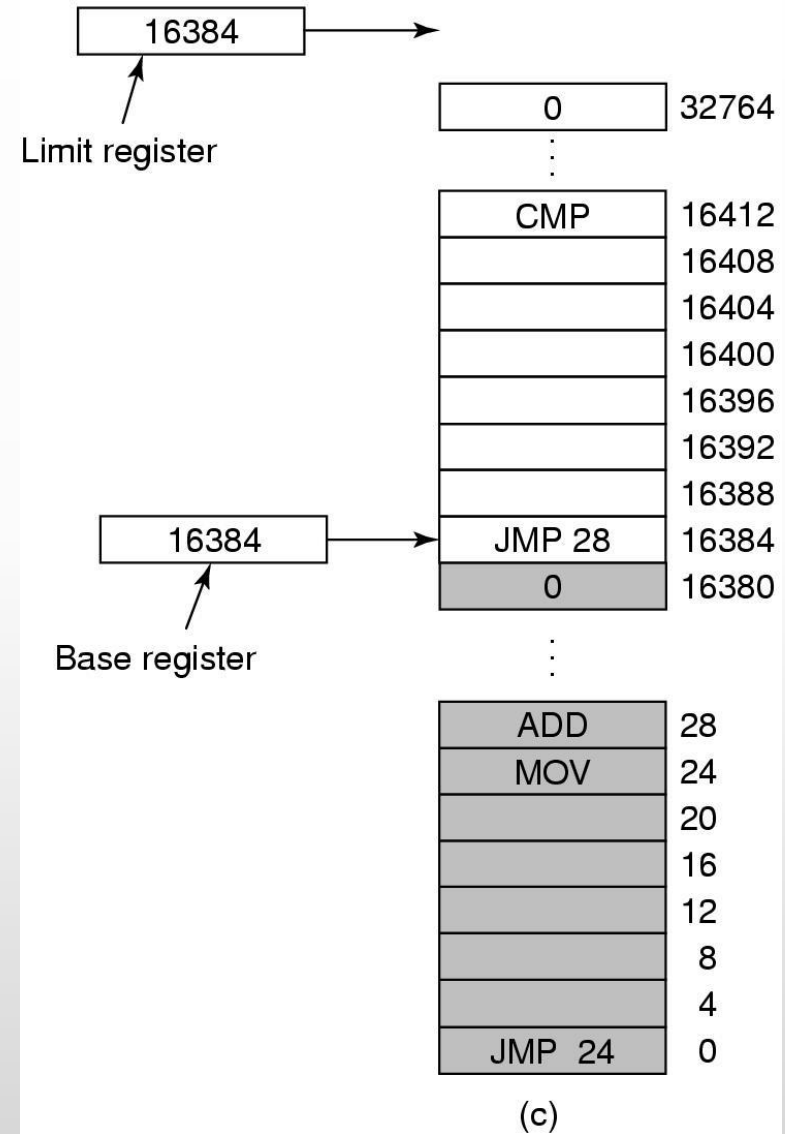 16384
Limit register
0 32764
CMP 16412
16408
16404
16400
16396
16392
16388
16384 JMP 28 16384
0 16380
Base register
ADD 28
MOV 24
20
16
12
8
4
JMP 24 0
(c)